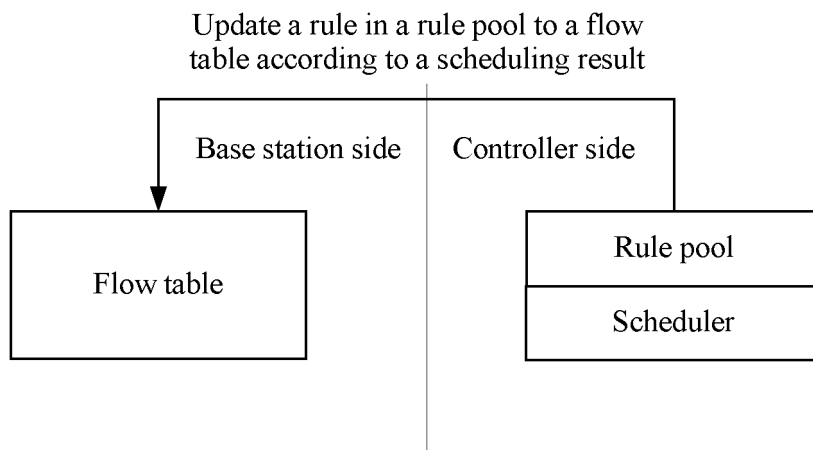 Update a rule in a rule pool to a flow
table according to a scheduling result
Base station side
Controller side
Flow table
Rule pool
Scheduler